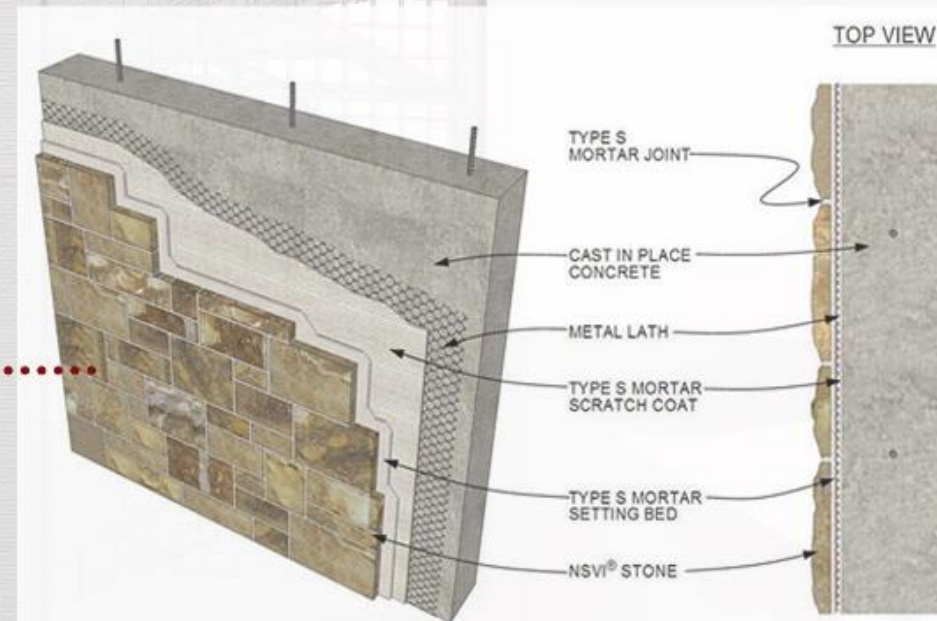 TOP VIEW
TYPE S
MORTAR JOINT
CAST IN PLACE
CONCRETE
METAL LATH
TYPE S MORTAR
SCRATCH COAT
TYPE S MORTAR
SETTING BED
NSVI® STONE